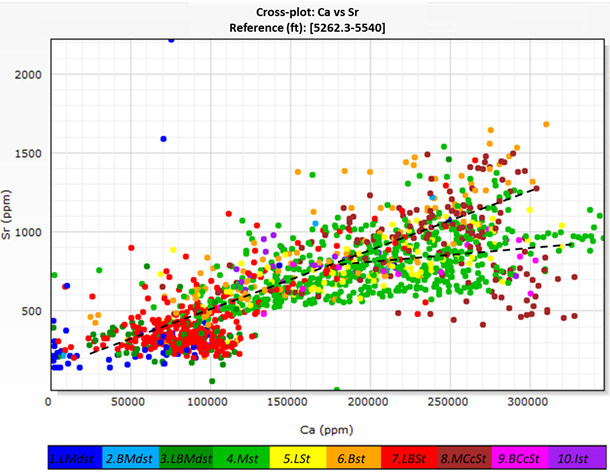 Cross-plot: Ca vs Sr
Reference (ft): [5262.3-5540]
2000
1500
1000
500
Sr (ppm)
0 50000 100000 150000 200000 250000 300000
Ca (ppm)
1.LMdst 2.BMdst 3.LBMdst 4.Mst 5.LSt 6.Bst 7.LBSt 8.MCcSt 9.BCcSt 10.Ist